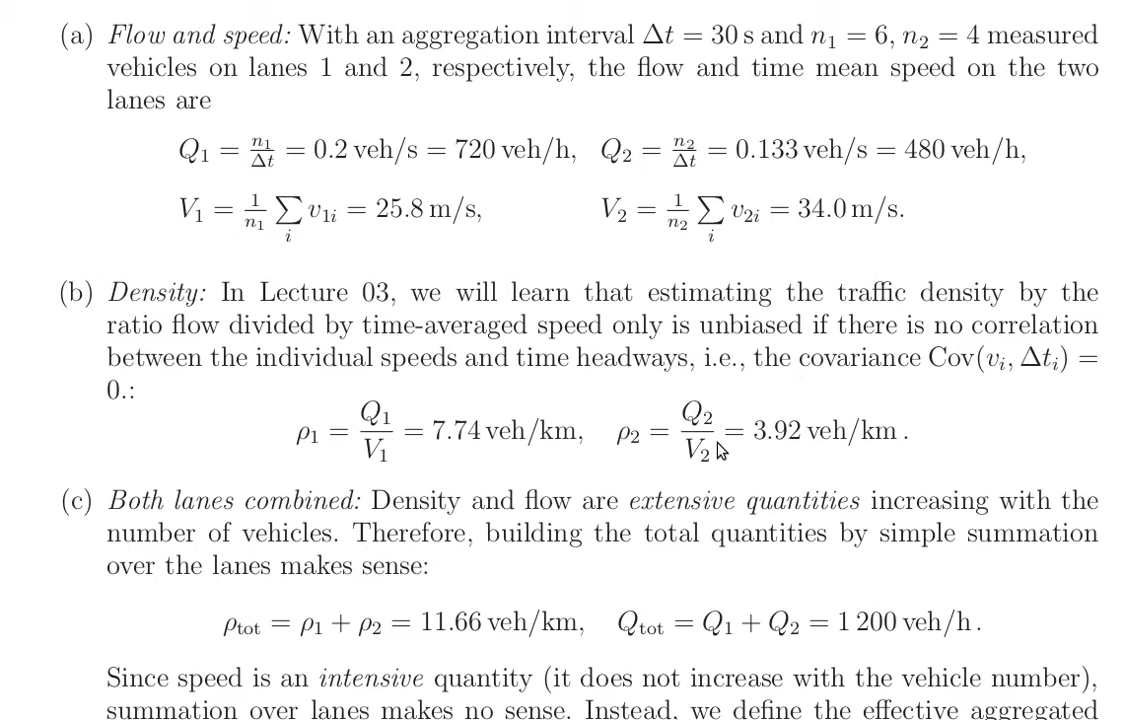 (a) Flow and speed: With an aggregation interval Δt = 30 s and n₁ = 6, n₂ = 4 measured
vehicles on lanes 1 and 2, respectively, the flow and time mean speed on the two
lanes are
Q₁ = n₁/Δt = 0.2 veh/s = 720 veh/h, Q₂ = n₂/Δt = 0.133 veh/s = 480 veh/h,
V₁ = 1/n₁ ∑ᵢ v₁ᵢ = 25.8 m/s, V₂ = 1/n₂ ∑ᵢ v₂ᵢ = 34.0 m/s.
(b) Density: In Lecture 03, we will learn that estimating the traffic density by the
ratio flow divided by time-averaged speed only is unbiased if there is no correlation
between the individual speeds and time headways, i.e., the covariance Cov(vᵢ, Δtᵢ) =
0.:
ρ₁ = Q₁/V₁ = 7.74 veh/km, ρ₂ = Q₂/V₂ = 3.92 veh/km .
(c) Both lanes combined: Density and flow are extensive quantities increasing with the
number of vehicles. Therefore, building the total quantities by simple summation
over the lanes makes sense:
ρtot = ρ₁ + ρ₂ = 11.66 veh/km, Qtot = Q₁ + Q₂ = 1 200 veh/h .
Since speed is an intensive quantity (it does not increase with the vehicle number),
summation over lanes makes no sense. Instead, we define the effective aggregated